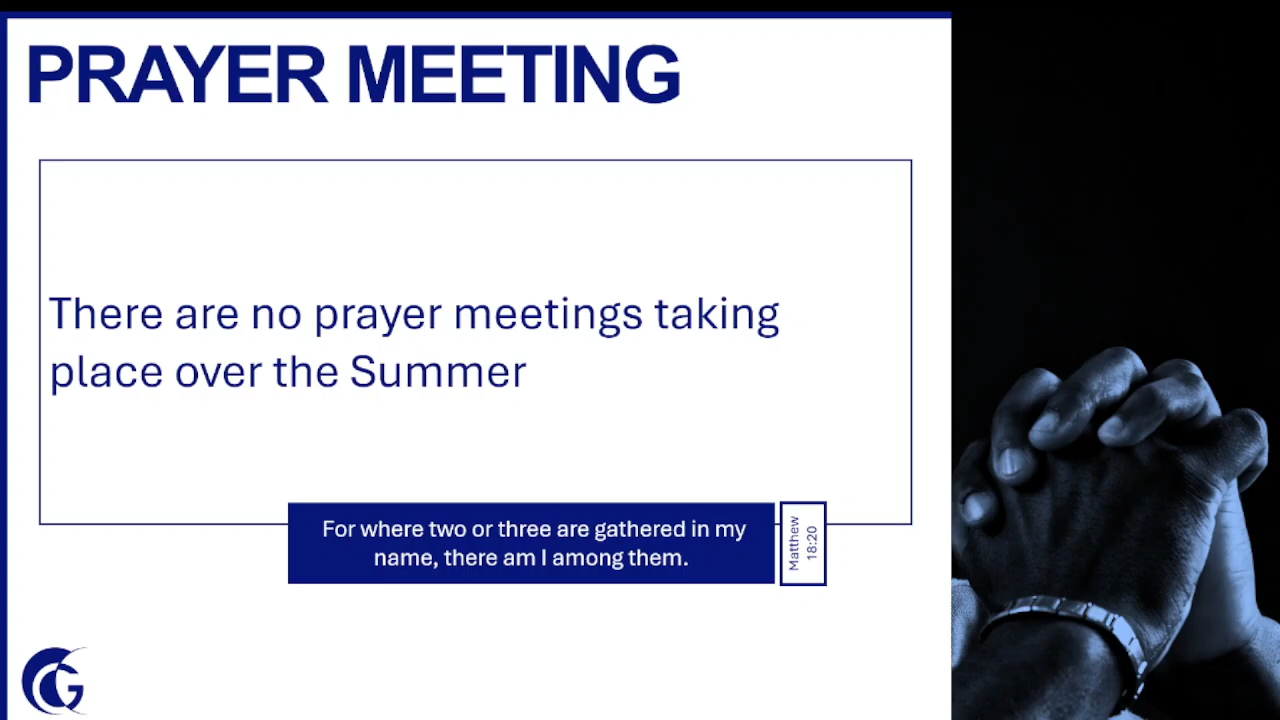 PRAYER MEETING
There are no prayer meetings taking
place over the Summer
For where two or three are gathered in my
name, there am I among them.
Matthew
18:20